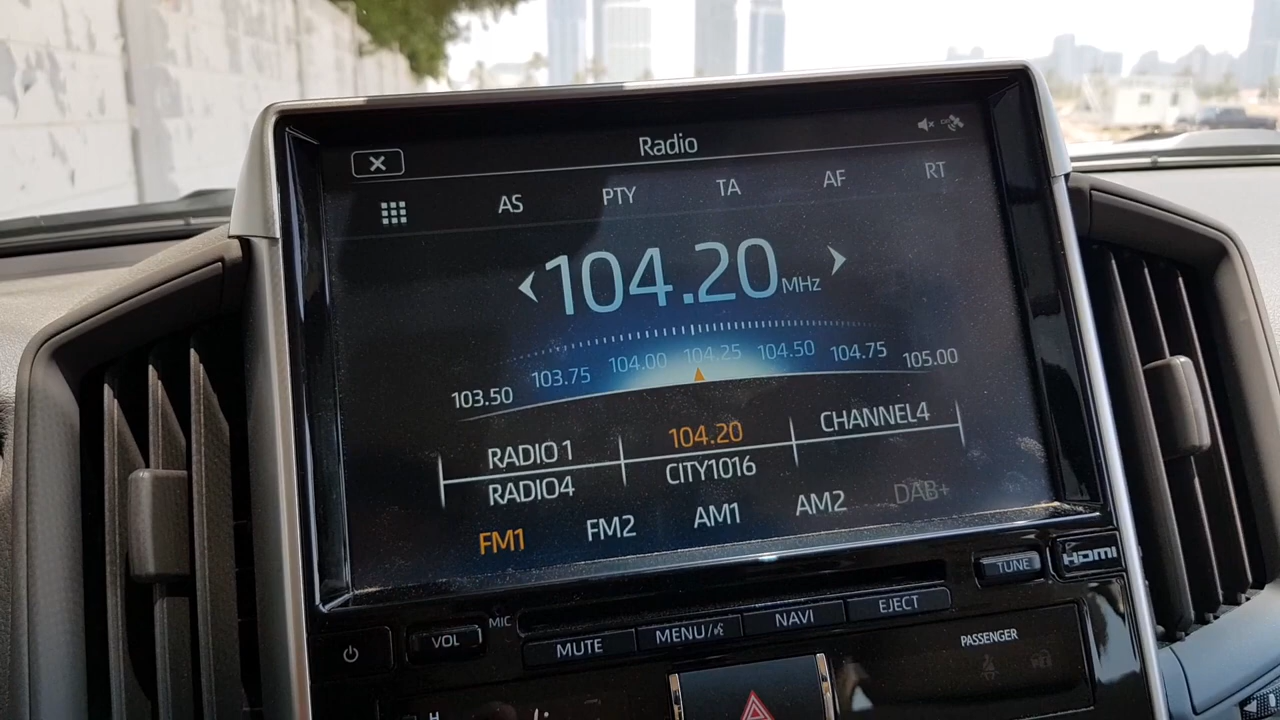 Radio
AS PTY TA AF RT
104.20 MHz
103.50 103.75 104.00 104.25 104.50 104.75 105.00
RADIO1 104.20 CHANNEL4
RADIO4 CITY1016
FM1 FM2 AM1 AM2 DAB+
TUNE HDMI
VOL MIC MUTE MENU/ NAVI EJECT
PASSENGER